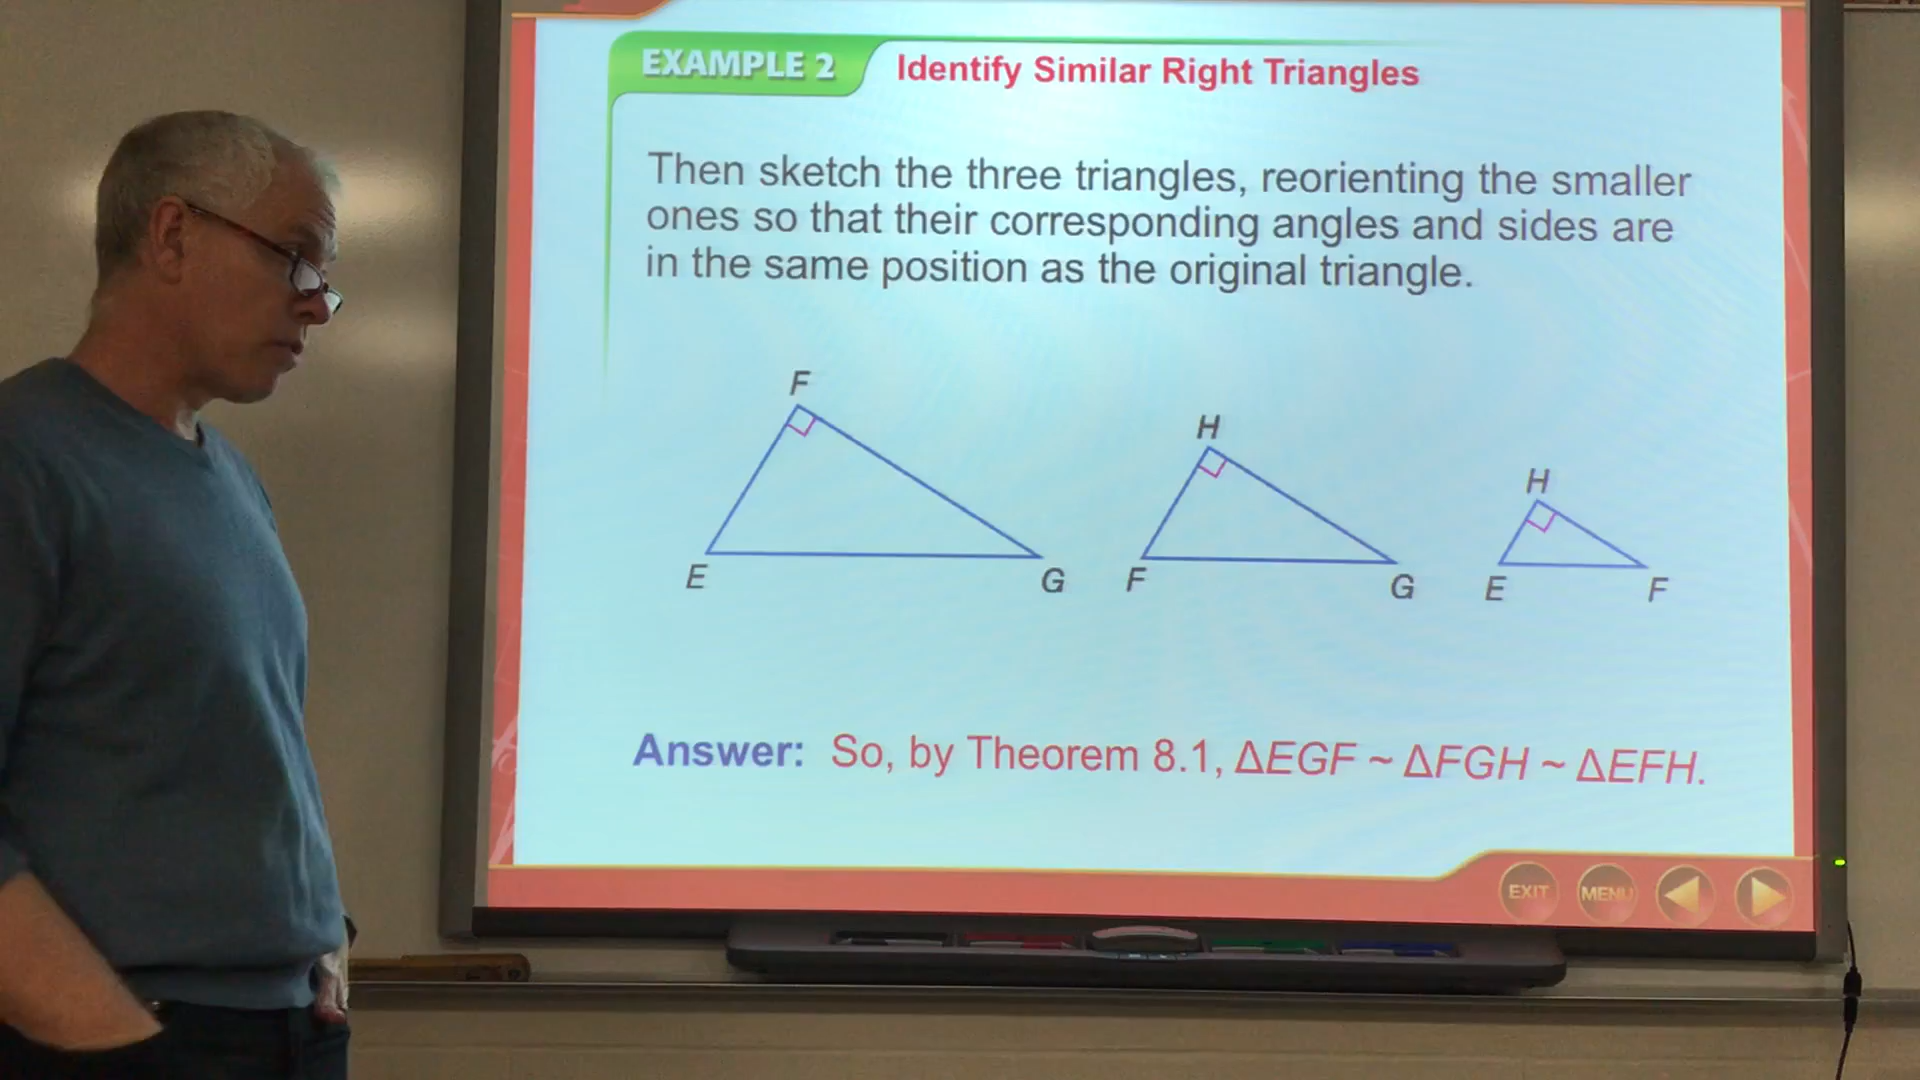 EXAMPLE 2 Identify Similar Right Triangles
Then sketch the three triangles, reorienting the smaller
ones so that their corresponding angles and sides are
in the same position as the original triangle.
F
E
G
H
F
G
H
E
F
Answer: So, by Theorem 8.1, ΔEGF ~ ΔFGH ~ ΔEFH.
EXIT MENU